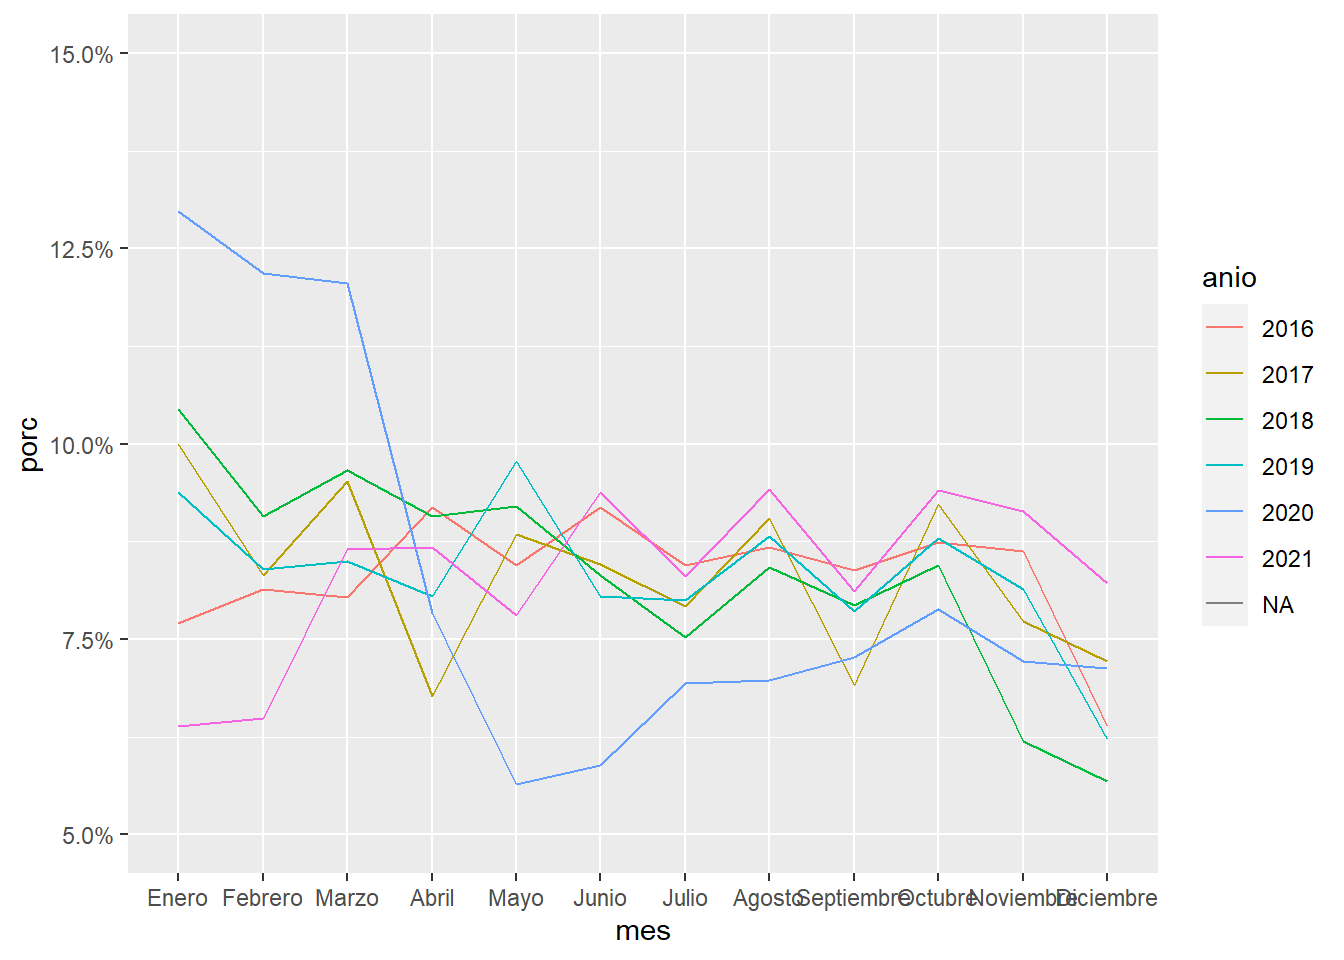 15.0%
12.5%
10.0%
7.5%
5.0%
porc
Enero Febrero Marzo Abril Mayo Junio Julio Agosto Septiembre Octubre Noviembre Diciembre
mes
anio
2016
2017
2018
2019
2020
2021
NA